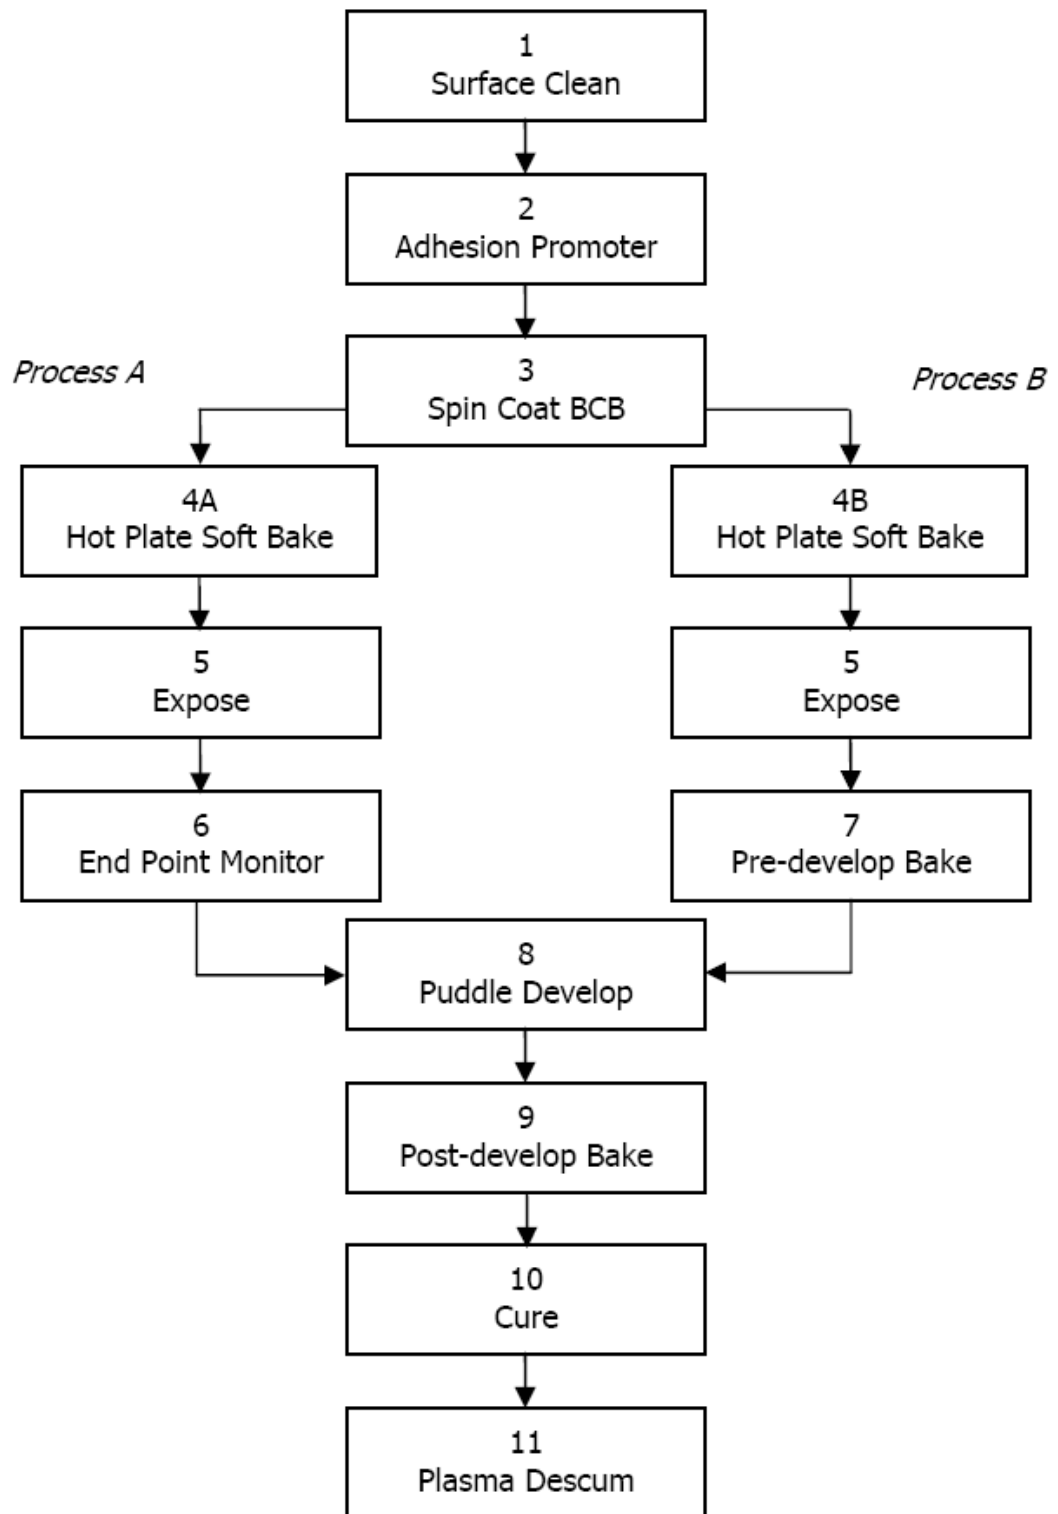 1
Surface Clean
2
Adhesion Promoter
Process A
3
Spin Coat BCB
Process B
4A
Hot Plate Soft Bake
4B
Hot Plate Soft Bake
5
Expose
5
Expose
6
End Point Monitor
7
Pre-develop Bake
8
Puddle Develop
9
Post-develop Bake
10
Cure
11
Plasma Descum